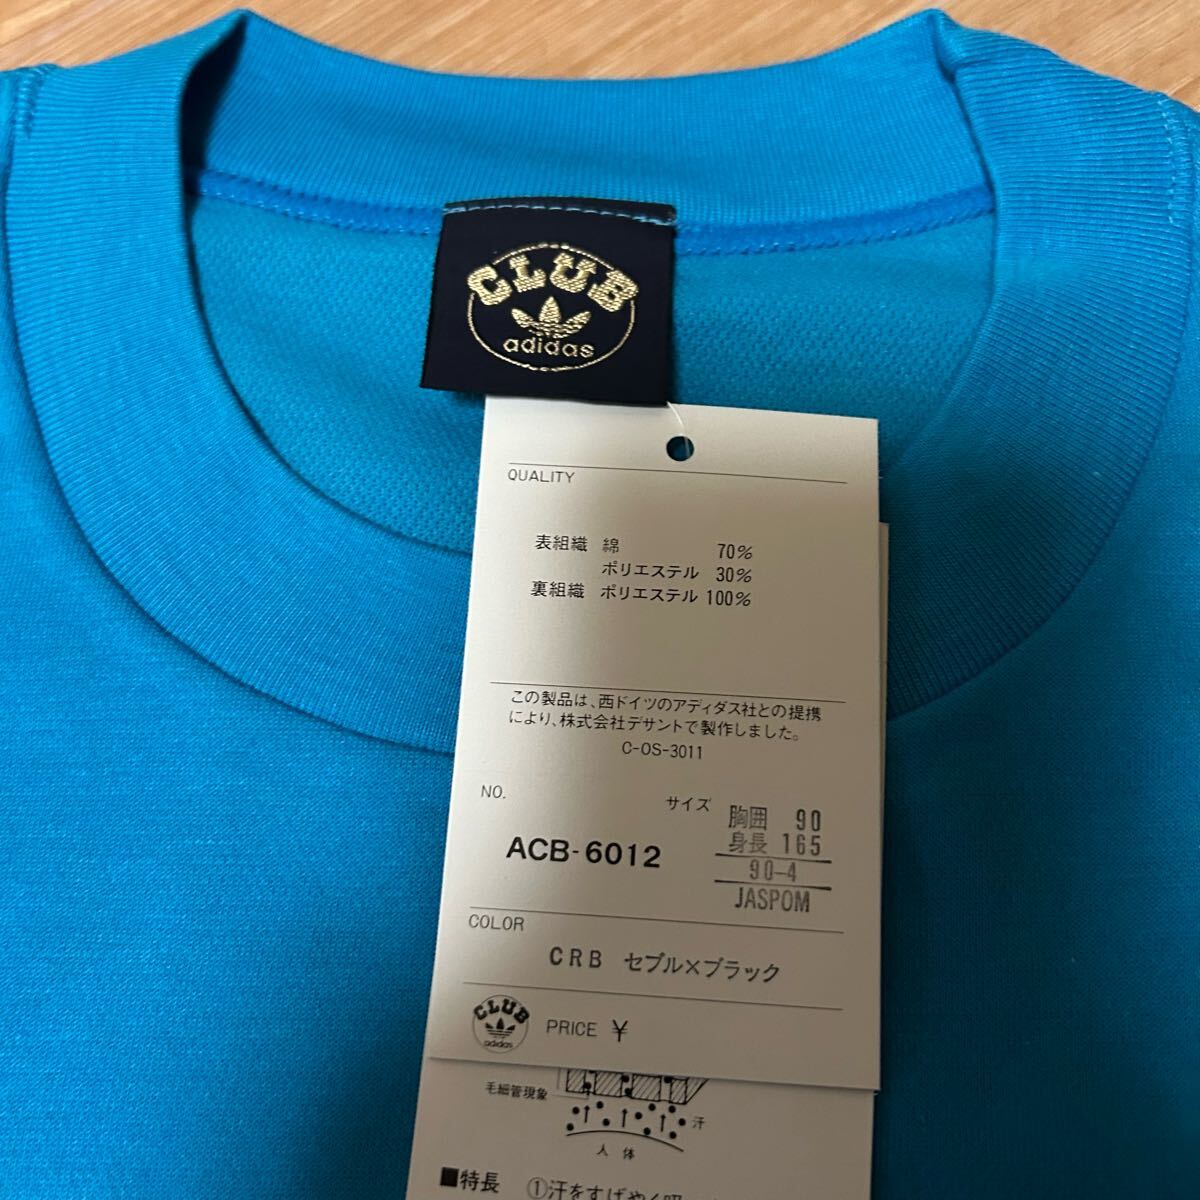 CLUB
adidas
QUALITY
表組織 綿 70%
ポリエステル 30%
裏組織 ポリエステル 100%
この製品は、西ドイツのアディダス社との提携
により、株式会社デサントで製作しました。
C-OS-3011
NO.
ACB-6012
サイズ
胸囲 90
身長 165
90-4
JASPOM
COLOR
CRB セブル×ブラック
CLUB
adidas
PRICE ¥
毛細管現象
汗
人体
■特長 ①汗をすばやく吸